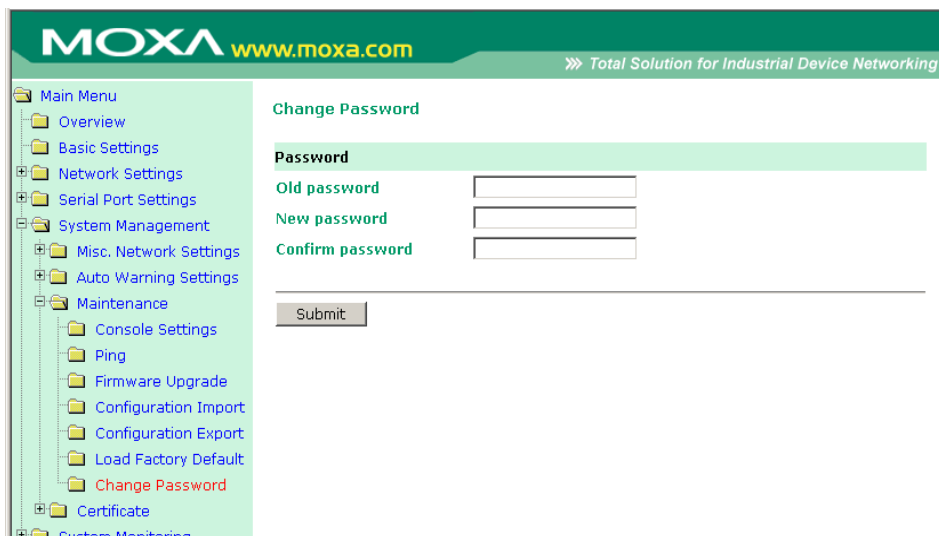 MOXA www.moxa.com
Total Solution for Industrial Device Networking
Main Menu
Overview
Basic Settings
Network Settings
Serial Port Settings
System Management
Misc. Network Settings
Auto Warning Settings
Maintenance
Console Settings
Ping
Firmware Upgrade
Configuration Import
Configuration Export
Load Factory Default
Change Password
Certificate
System Monitoring
Change Password
Password
Old password
New password
Confirm password
Submit